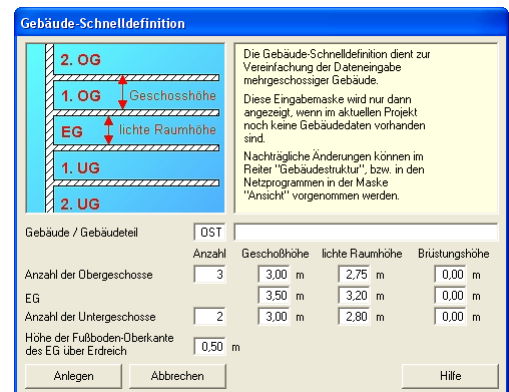 Gebäude-Schnelldefinition
2. OG
1. OG Geschosshöhe
EG lichte Raumhöhe
1. UG
2. UG
Die Gebäude-Schnelldefinition dient zur
Vereinfachung der Dateneingabe
mehrgeschossiger Gebäude.
Diese Eingabemaske wird nur dann
angezeigt, wenn im aktuellen Projekt
noch keine Gebäudedaten vorhanden
sind.
Nachträgliche Änderungen können im
Reiter "Gebäudestruktur", bzw. in den
Netzprogrammen in der Maske
"Ansicht" vorgenommen werden.
Gebäude / Gebäudeteil OST
Anzahl Geschoßhöhe lichte Raumhöhe Brüstungshöhe
Anzahl der Obergeschosse 3 3,00 m 2,75 m 0,00 m
EG 3,50 m 3,20 m 0,00 m
Anzahl der Untergeschosse 2 3,00 m 2,80 m 0,00 m
Höhe der Fußboden-Oberkante
des EG über Erdreich 0,50 m
Anlegen Abbrechen Hilfe